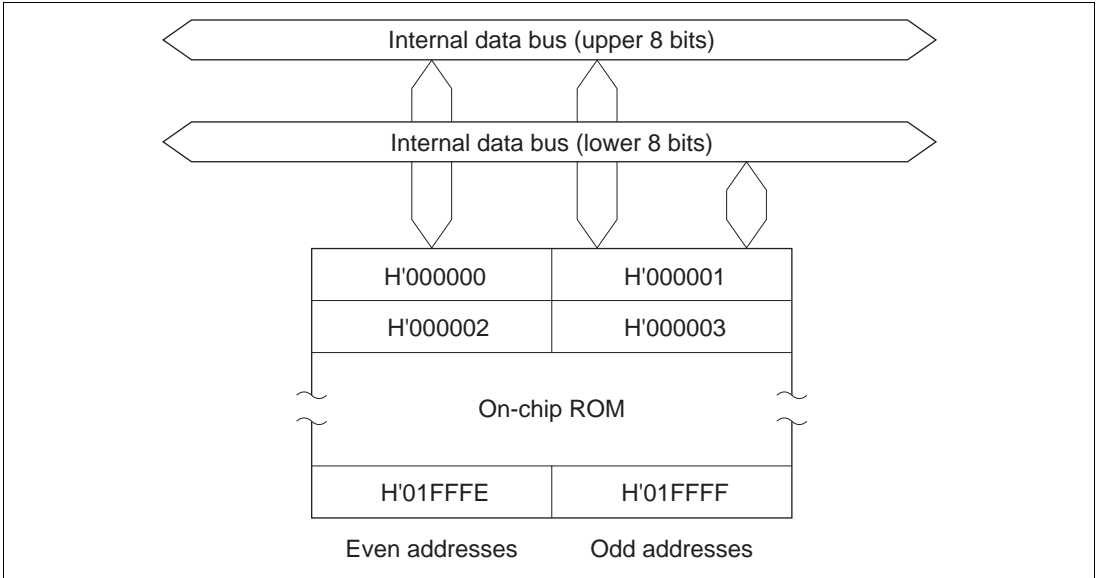 Internal data bus (upper 8 bits)
Internal data bus (lower 8 bits)
H'000000 H'000001
H'000002 H'000003
On-chip ROM
H'01FFFE H'01FFFF
Even addresses Odd addresses